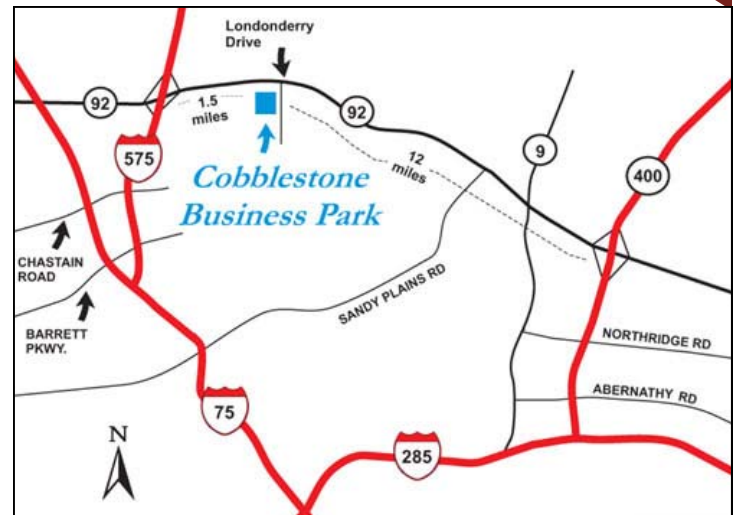 Londonderry
Drive
92
1.5
miles
92
575
12
miles
9
400
Cobblestone
Business Park
CHASTAIN
ROAD
SANDY PLAINS RD
BARRETT
PKWY.
NORTHRIDGE RD
ABERNATHY RD
75
N
285